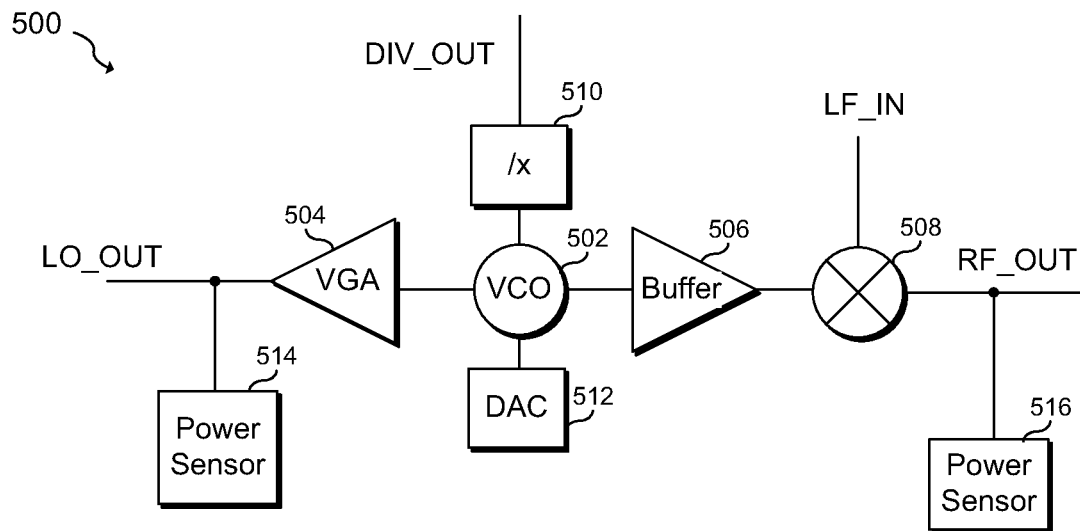 500
DIV_OUT
510
/x
LF_IN
504
502
506
508
LO_OUT
VGA
VCO
Buffer
RF_OUT
514
DAC
512
516
Power
Sensor
Power
Sensor